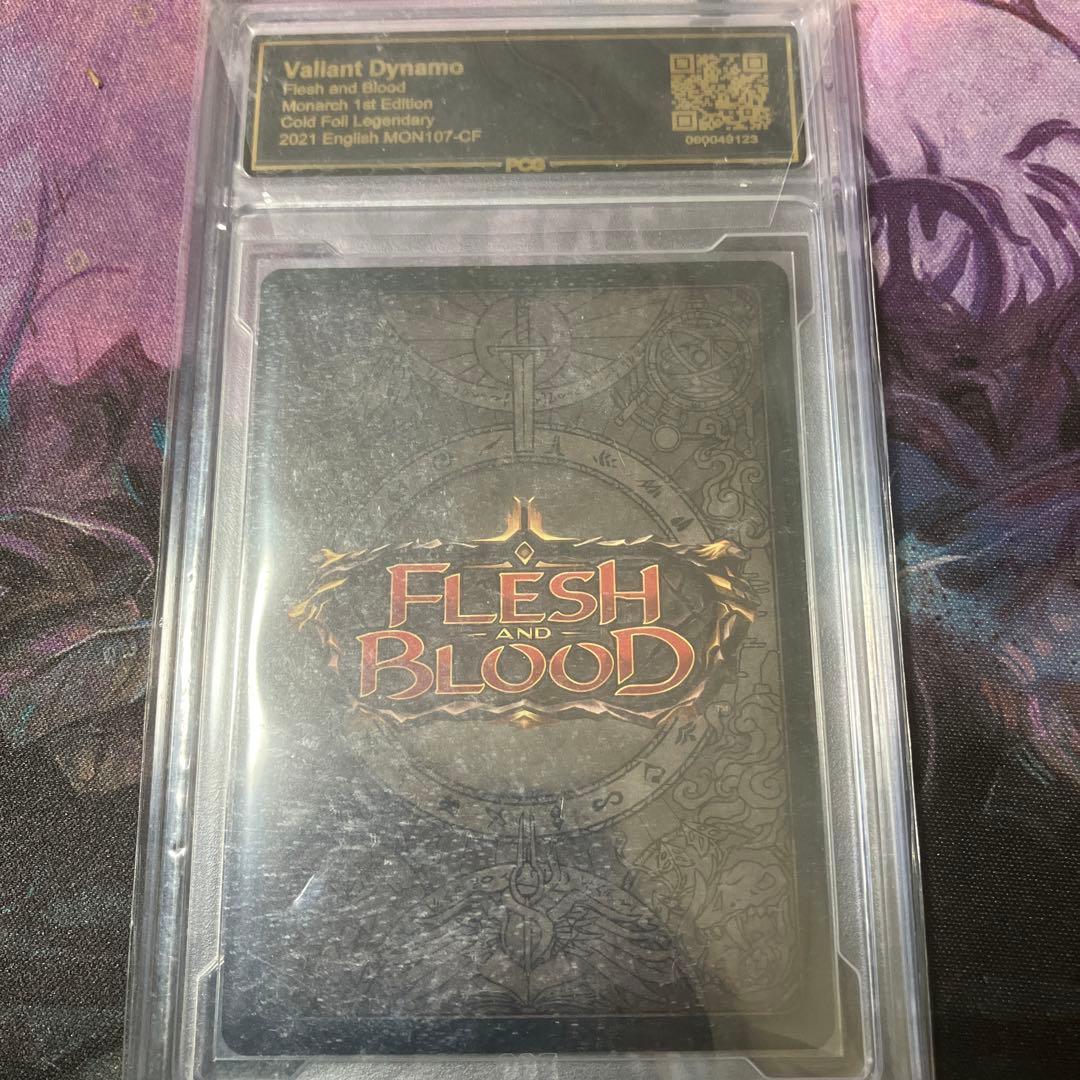 Valiant Dynamo
Flesh and Blood
Monarch 1st Edition
Cold Foil Legendary
2021 English MON107-CF
060049123
PCG
FLESH
AND
BLOOD